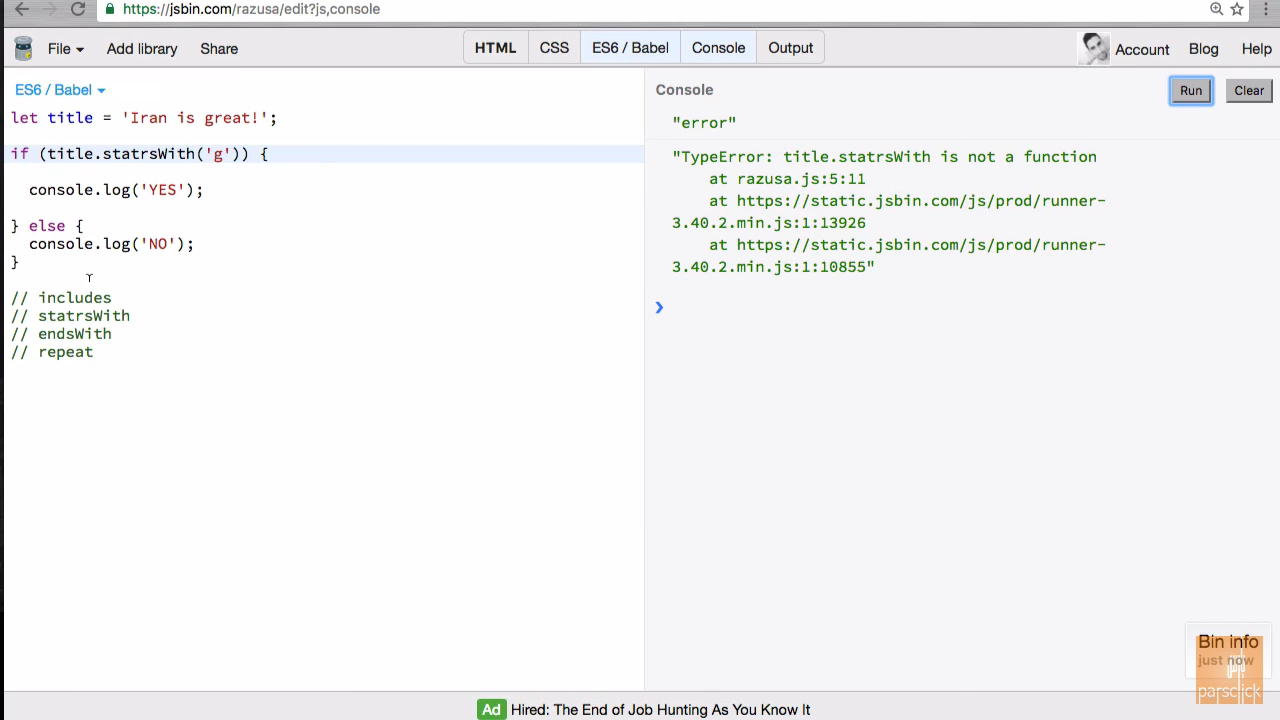 https://jsbin.com/razusa/edit?js,console
File Add library Share HTML CSS ES6 / Babel Console Output Account Blog Help
ES6 / Babel
let title = 'Iran is great!';
if (title.statrsWith('g')) {
console.log('YES');
} else {
console.log('NO');
}
// includes
// statrsWith
// endsWith
// repeat
Console Run Clear
"error"
"TypeError: title.statrsWith is not a function
at razusa.js:5:11
at https://static.jsbin.com/js/prod/runner-
3.40.2.min.js:1:13926
at https://static.jsbin.com/js/prod/runner-
3.40.2.min.js:1:10855"
Bin info
just now
parsclick
Ad Hired: The End of Job Hunting As You Know It